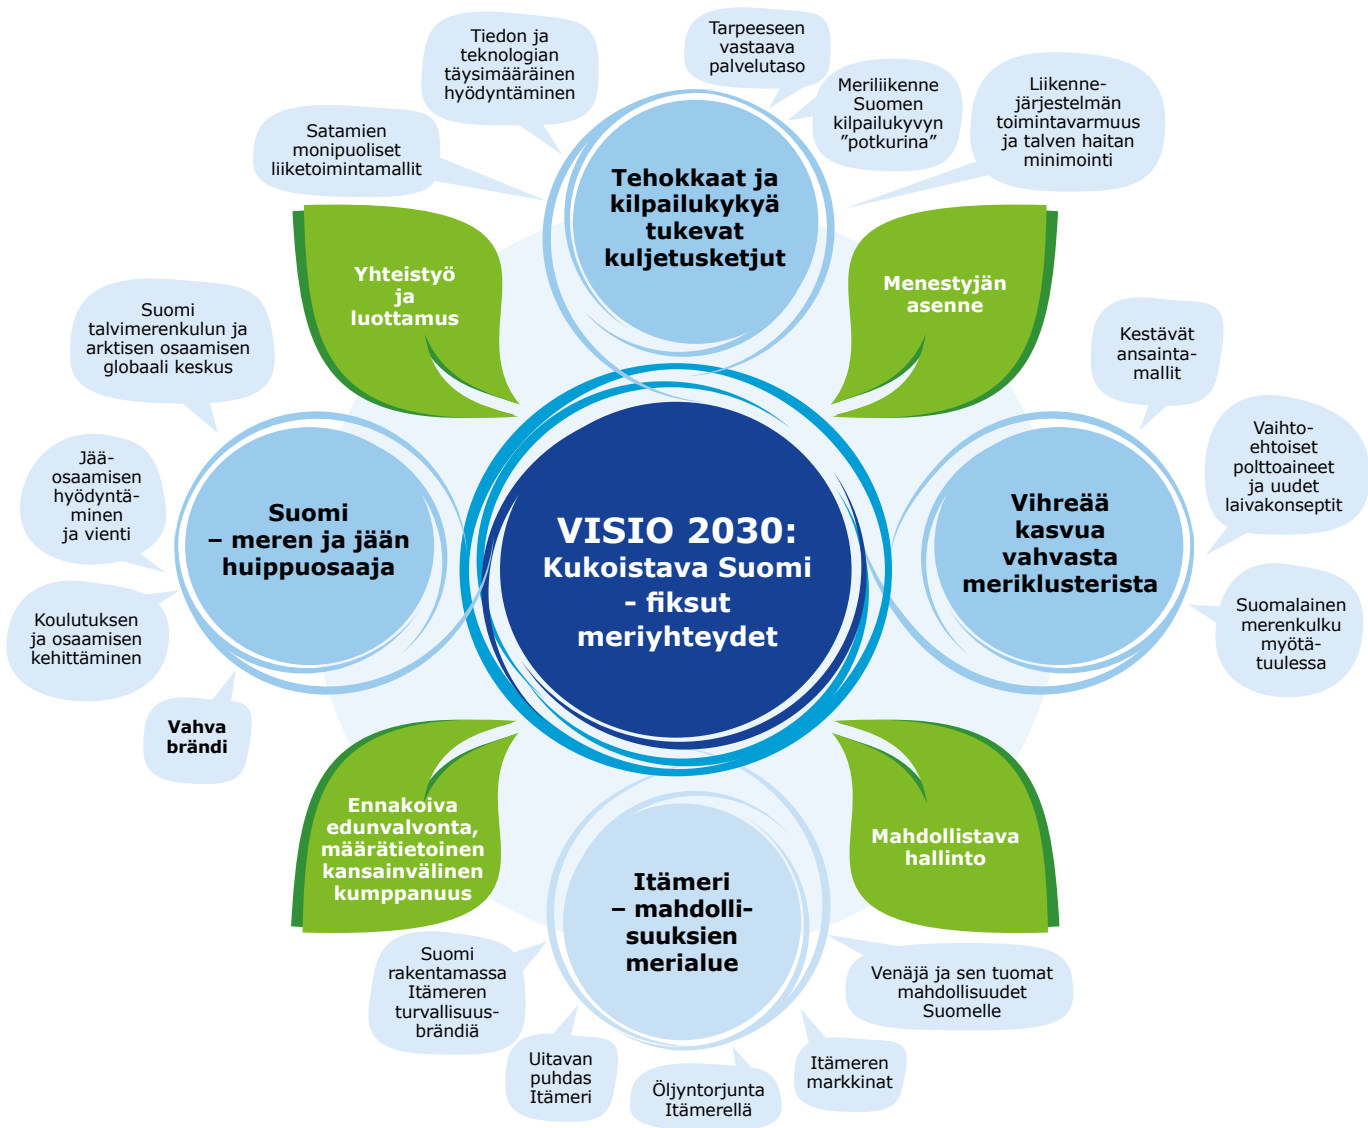 Tiedon ja
teknologian
täysimääräinen
hyödyntäminen
Tarpeeseen
vastaava
palvelutaso
Meriliikenne
Suomen
kilpailukyvyn
”potkurina”
Liikenne-
järjestelmän
toimintavarmuus
ja talven haitan
minimointi
Satamien
monipuoliset
liiketoimintamallit
Tehokkaat ja
kilpailukykyä
tukevat
kuljetusketjut
Yhteistyö
ja
luottamus
Menestyjän
asenne
Suomi
talvimerenkulun ja
arktisen osaamisen
globaali keskus
Kestävät
ansainta-
mallit
Jää-
osaamisen
hyödyntä-
minen
ja vienti
Vaihto-
ehtoiset
polttoaineet
ja uudet
laivakonseptit
Suomi
– meren ja jään
huippuosaaja
VISIO 2030:
Kukoistava Suomi
- fiksut
meriyhteydet
Vihreää
kasvua
vahvasta
meriklusterista
Koulutuksen
ja osaamisen
kehittäminen
Suomalainen
merenkulku
myötä-
tuulessa
Vahva
brändi
Ennakoiva
edunvalvonta,
määrätietoinen
kansainvälinen
kumppanuus
Mahdollistava
hallinto
Itämeri
– mahdolli-
suuksien
merialue
Suomi
rakentamassa
Itämeren
turvallisuus-
brändiä
Venäjä ja sen tuomat
mahdollisuudet
Suomelle
Uitavan
puhdas
Itämeri
Öljyntorjunta
Itämerellä
Itämeren
markkinat